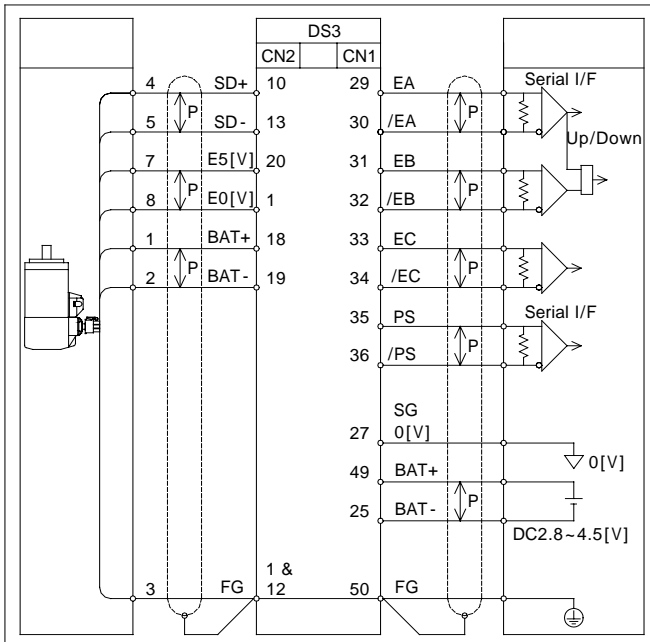 DS3
CN2 CN1
4 SD+ 10 29 EA Serial I/F
P P
5 SD- 13 30 /EA
Up/Down
7 E5[V] 20 31 EB
P P
8 E0[V] 1 32 /EB
1 BAT+ 18 33 EC
P P
2 BAT- 19 34 /EC
35 PS Serial I/F
P
36 /PS
SG
27 0[V]
0[V]
49 BAT+
P
25 BAT-
DC2.8~4.5[V]
1 &
3 FG 12 50 FG